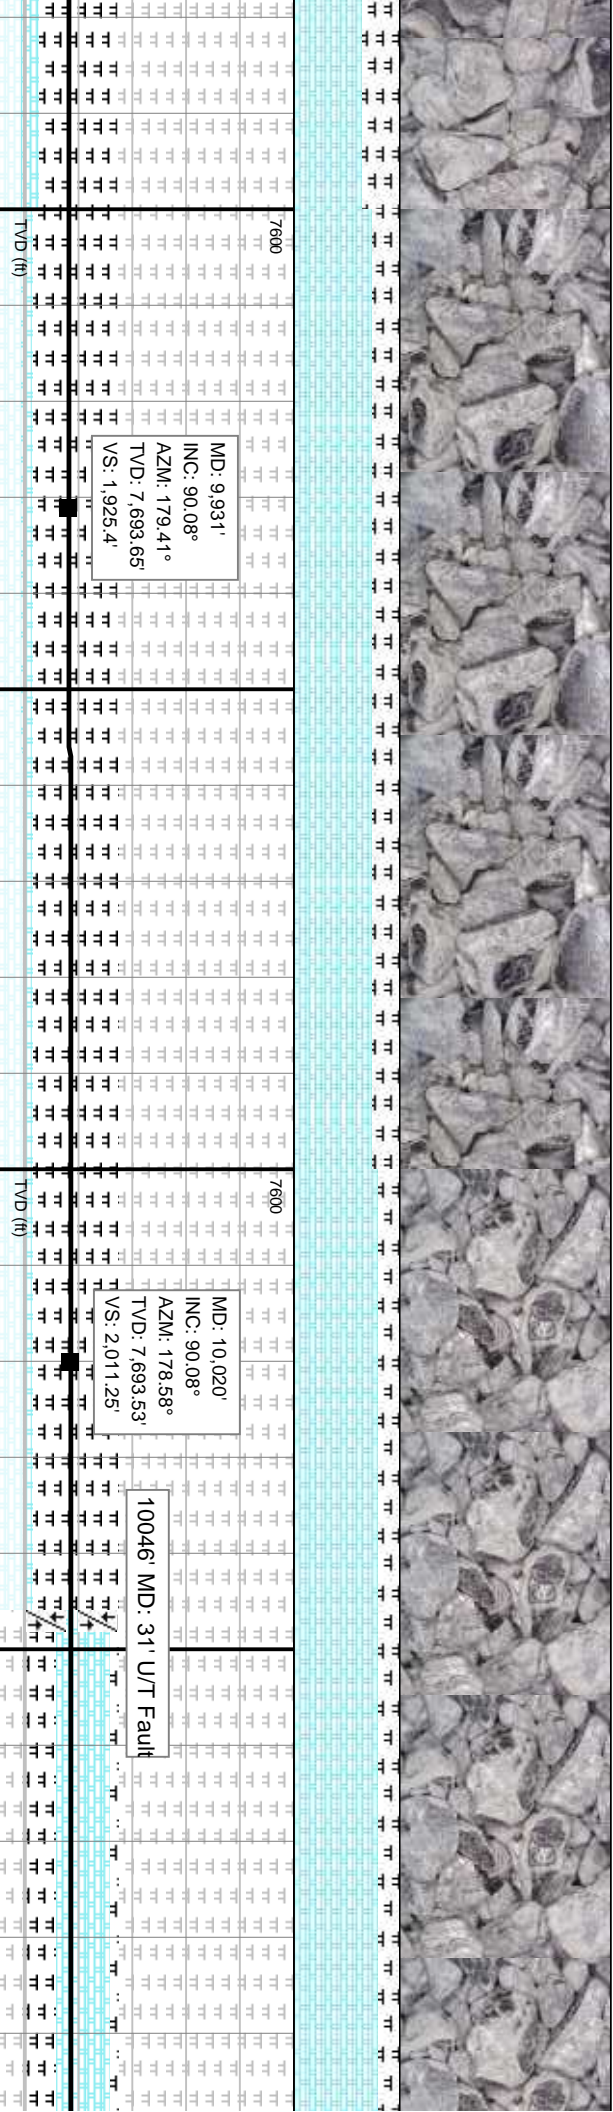 7600
TVD (ft)
MD: 9,931'
INC: 90.08°
AZM: 179.41°
TVD: 7,693.65'
VS: 1,925.4'
7600
TVD (ft)
MD: 10,020'
INC: 90.08°
AZM: 178.58°
TVD: 7,693.53'
VS: 2,011.25'
10046' MD: 31' U/T Fault